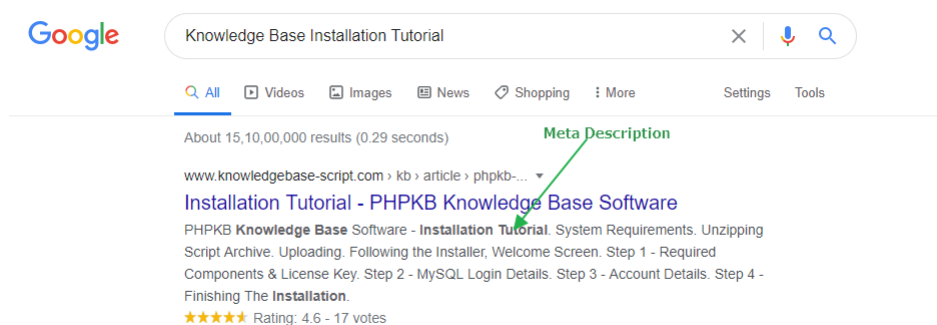 Google
Knowledge Base Installation Tutorial
All Videos Images News Shopping More Settings Tools
About 15,10,00,000 results (0.29 seconds)
Meta Description
www.knowledgebase-script.com › kb › article › phpkb-...
Installation Tutorial - PHPKB Knowledge Base Software
PHPKB Knowledge Base Software - Installation Tutorial. System Requirements. Unzipping
Script Archive. Uploading. Following the Installer, Welcome Screen. Step 1 - Required
Components & License Key. Step 2 - MySQL Login Details. Step 3 - Account Details. Step 4 -
Finishing The Installation.
Rating: 4.6 - 17 votes